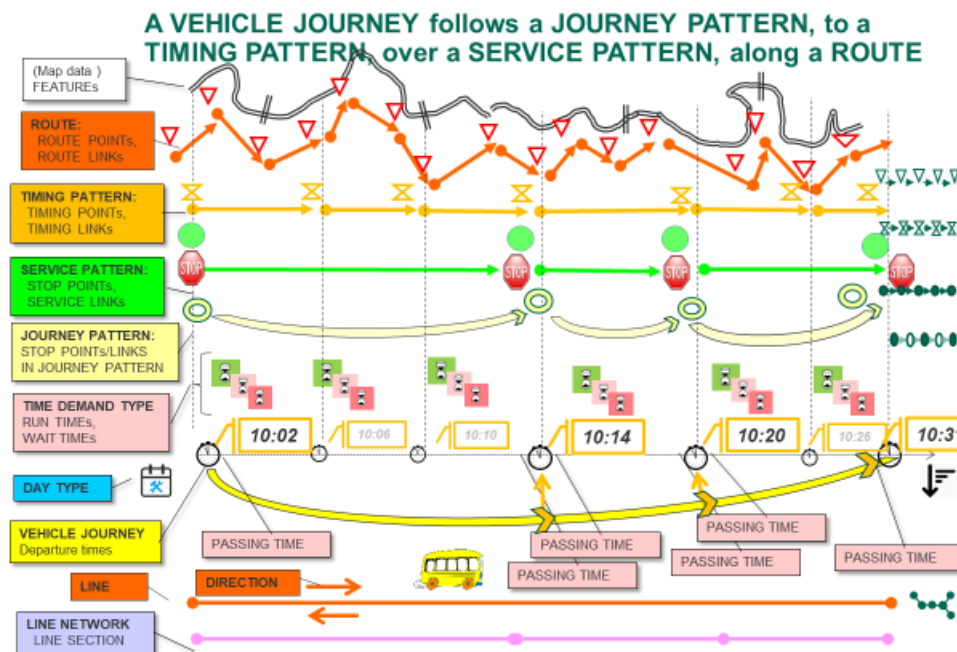 A VEHICLE JOURNEY follows a JOURNEY PATTERN, to a
TIMING PATTERN, over a SERVICE PATTERN, along a ROUTE
(Map data )
FEATUREs
ROUTE:
ROUTE POINTs,
ROUTE LINKs
TIMING PATTERN:
TIMING POINTs,
TIMING LINKs
STOP
STOP
STOP
STOP
SERVICE PATTERN:
STOP POINTs,
SERVICE LINKs
JOURNEY PATTERN:
STOP POINTs/LINKs
IN JOURNEY PATTERN
TIME DEMAND TYPE
RUN TIMEs,
WAIT TIMEs
10:02
10:06
10:10
10:14
10:20
10:26
10:31
DAY TYPE
VEHICLE JOURNEY
Departure times
PASSING TIME
PASSING TIME
PASSING TIME
PASSING TIME
PASSING TIME
PASSING TIME
LINE
DIRECTION
LINE NETWORK
LINE SECTION